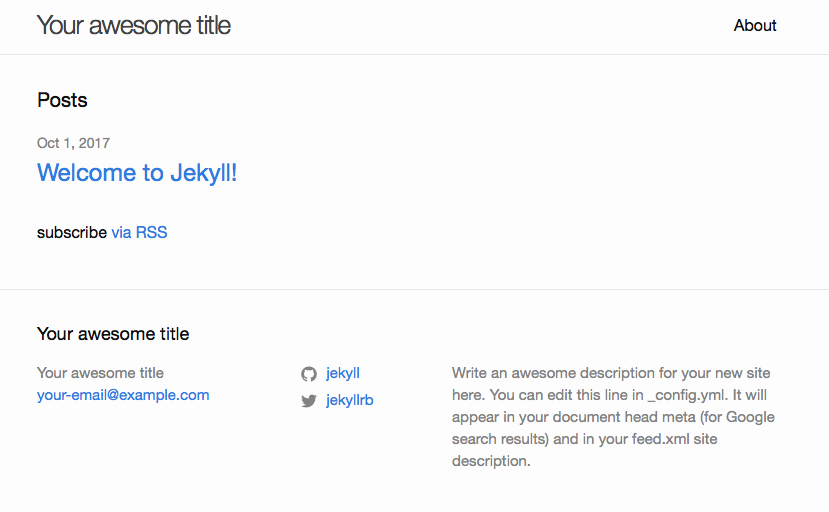 Your awesome title
About
Posts
Oct 1, 2017
Welcome to Jekyll!
subscribe via RSS
Your awesome title
Your awesome title
your-email@example.com
jekyll
jekyllrb
Write an awesome description for your new site
here. You can edit this line in _config.yml. It will
appear in your document head meta (for Google
search results) and in your feed.xml site
description.